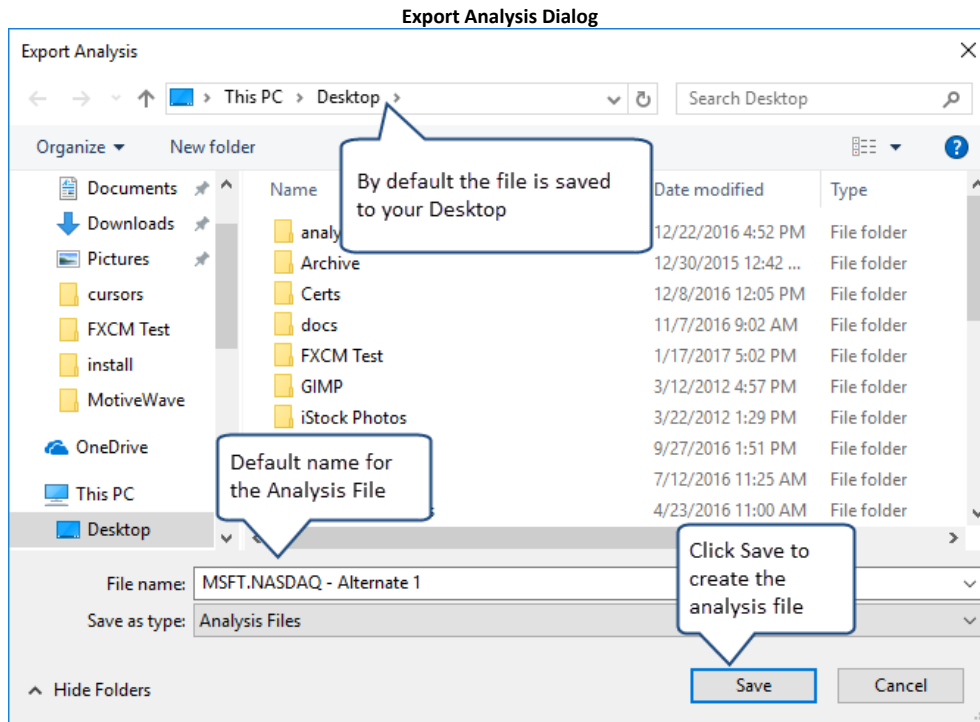 Export Analysis Dialog
Export Analysis
This PC > Desktop >
Search Desktop
Organize
New folder
By default the file is saved
to your Desktop
Name
Date modified
Type
Documents
Downloads
Pictures
cursors
FXCM Test
install
MotiveWave
OneDrive
This PC
Desktop
12/22/2016 4:52 PM File folder
Archive 12/30/2015 12:42 ... File folder
Certs 12/8/2016 12:05 PM File folder
docs 11/7/2016 9:02 AM File folder
FXCM Test 1/17/2017 5:02 PM File folder
GIMP 3/12/2012 4:57 PM File folder
iStock Photos 3/22/2012 1:29 PM File folder
9/27/2016 1:51 PM File folder
7/12/2016 11:25 AM File folder
4/23/2016 11:00 AM File folder
Default name for
the Analysis File
Click Save to
create the
analysis file
File name: MSFT.NASDAQ - Alternate 1
Save as type: Analysis Files
Hide Folders
Save
Cancel